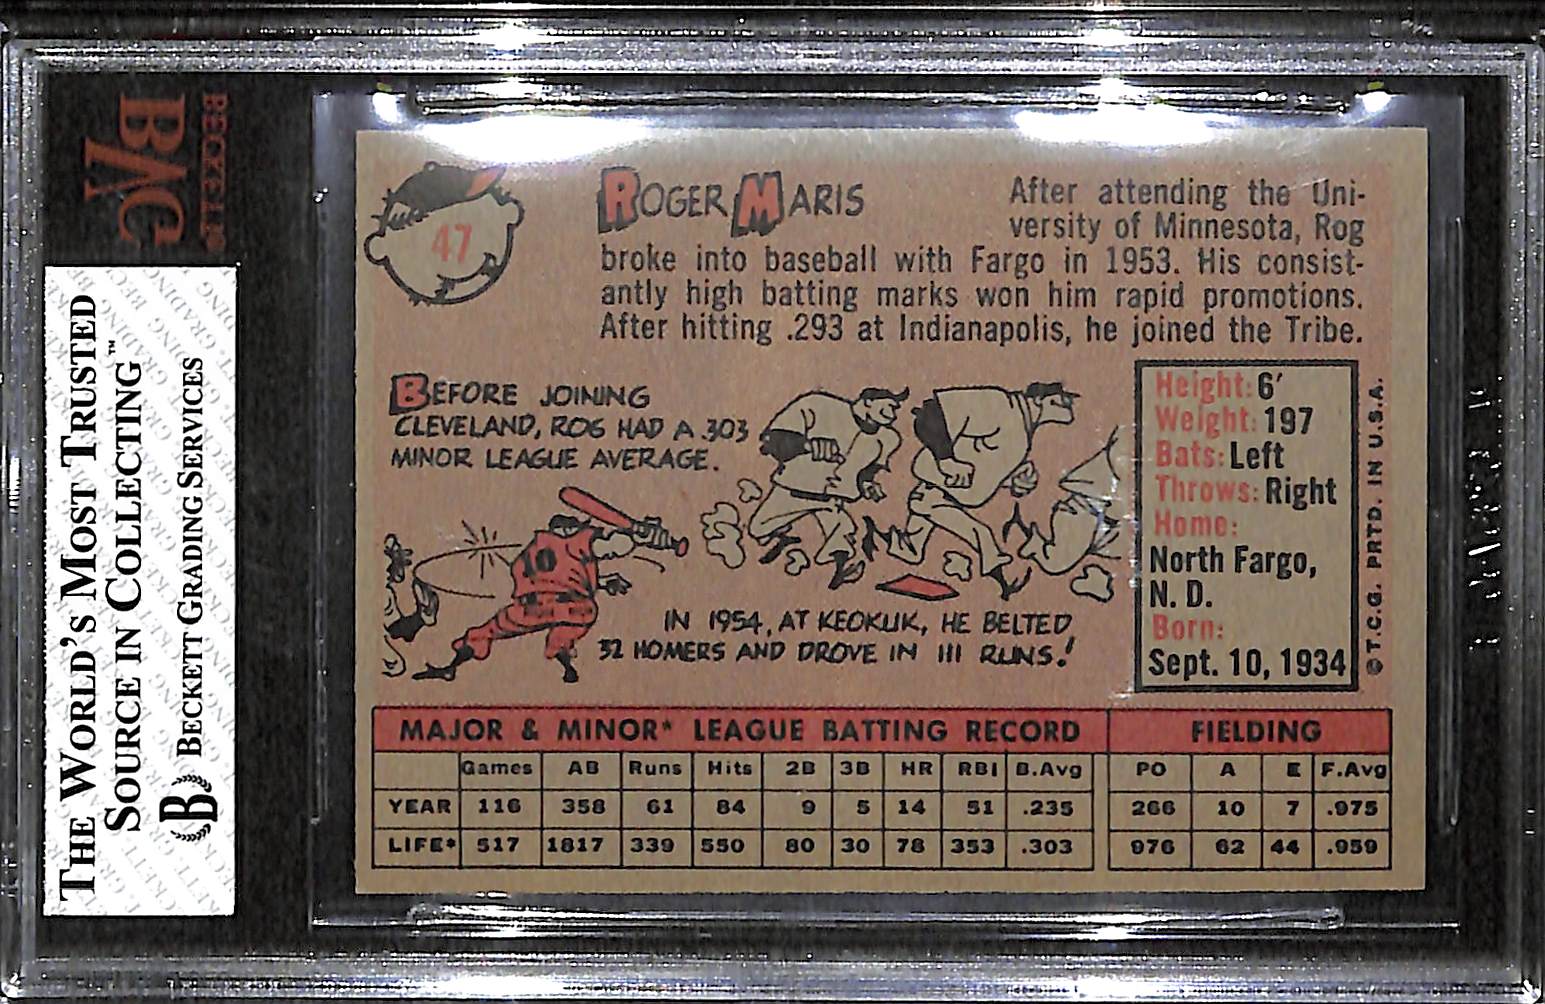 BECKETT®
BVG
THE WORLD'S MOST TRUSTED
SOURCE IN COLLECTING™
BECKETT GRADING SERVICES
B
47
ROGER MARIS
After attending the Uni-
versity of Minnesota, Rog
broke into baseball with Fargo in 1953. His consist-
antly high batting marks won him rapid promotions.
After hitting .293 at Indianapolis, he joined the Tribe.
BEFORE JOINING
CLEVELAND, ROG HAD A .303
MINOR LEAGUE AVERAGE.
10
IN 1954, AT KEOKUK, HE BELTED
32 HOMERS AND DROVE IN 111 RUNS!
Height: 6'
Weight: 197
Bats: Left
Throws: Right
Home:
North Fargo,
N. D.
Born:
Sept. 10, 1934
© T.C.G. PRTD. IN U.S.A.
MAJOR & MINOR* LEAGUE BATTING RECORD FIELDING
Games AB Runs Hits 2B 3B HR RBI B.Avg PO A E F.Avg
YEAR 116 358 61 84 9 5 14 51 .235 266 10 7 .975
LIFE* 517 1817 339 550 80 30 78 353 .303 976 62 44 .959